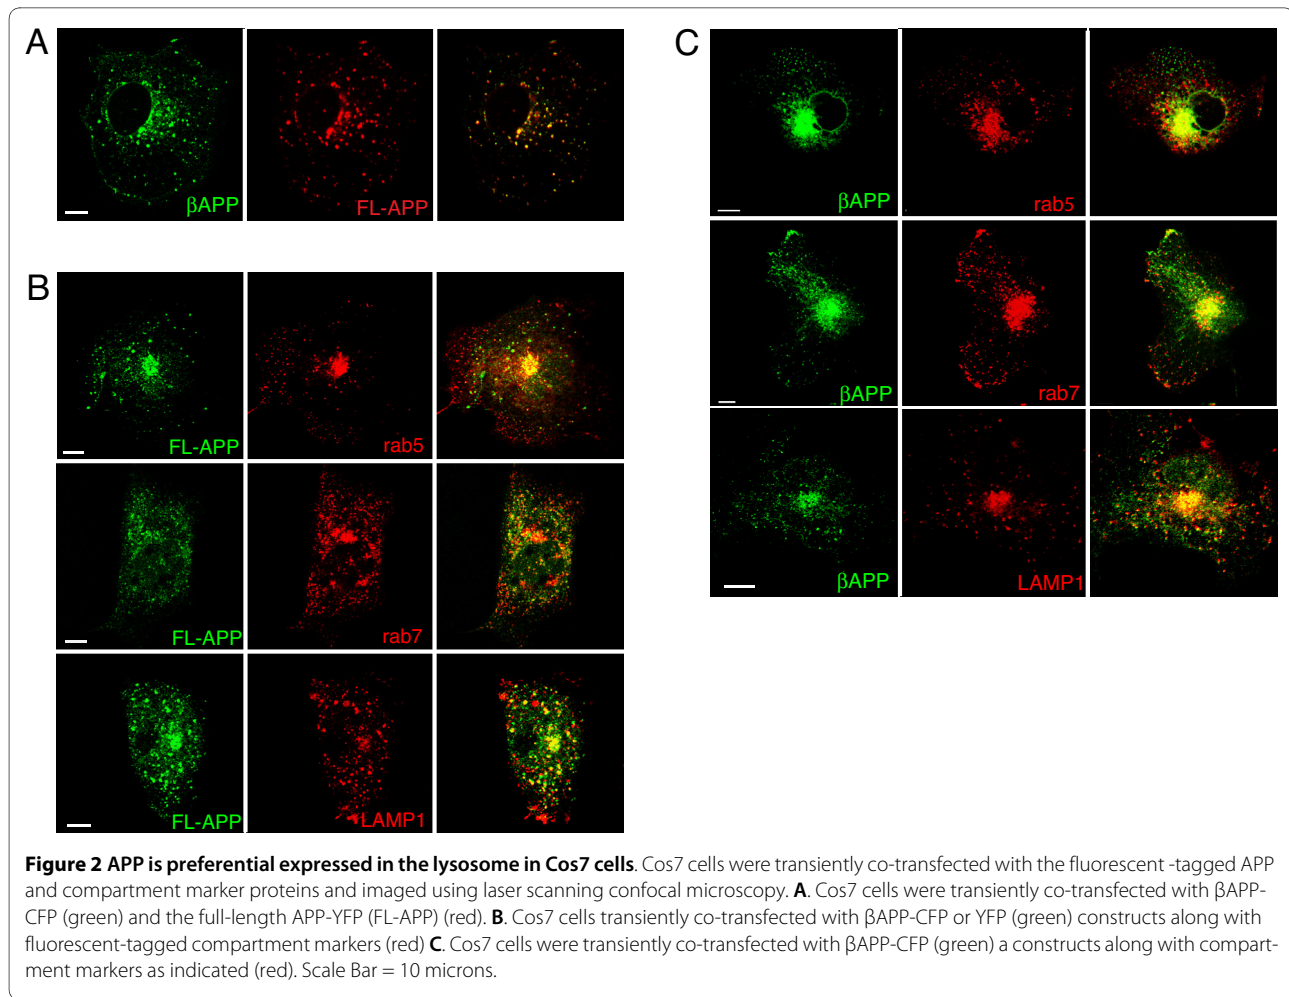 A
βAPP
FL-APP
B
FL-APP
rab5
FL-APP
rab7
FL-APP
LAMP1
C
βAPP
rab5
βAPP
rab7
βAPP
LAMP1
Figure 2 APP is preferential expressed in the lysosome in Cos7 cells. Cos7 cells were transiently co-transfected with the fluorescent -tagged APP
and compartment marker proteins and imaged using laser scanning confocal microscopy. A. Cos7 cells were transiently co-transfected with βAPP-
CFP (green) and the full-length APP-YFP (FL-APP) (red). B. Cos7 cells transiently co-transfected with βAPP-CFP or YFP (green) constructs along with
fluorescent-tagged compartment markers (red) C. Cos7 cells were transiently co-transfected with βAPP-CFP (green) a constructs along with compart-
ment markers as indicated (red). Scale Bar = 10 microns.